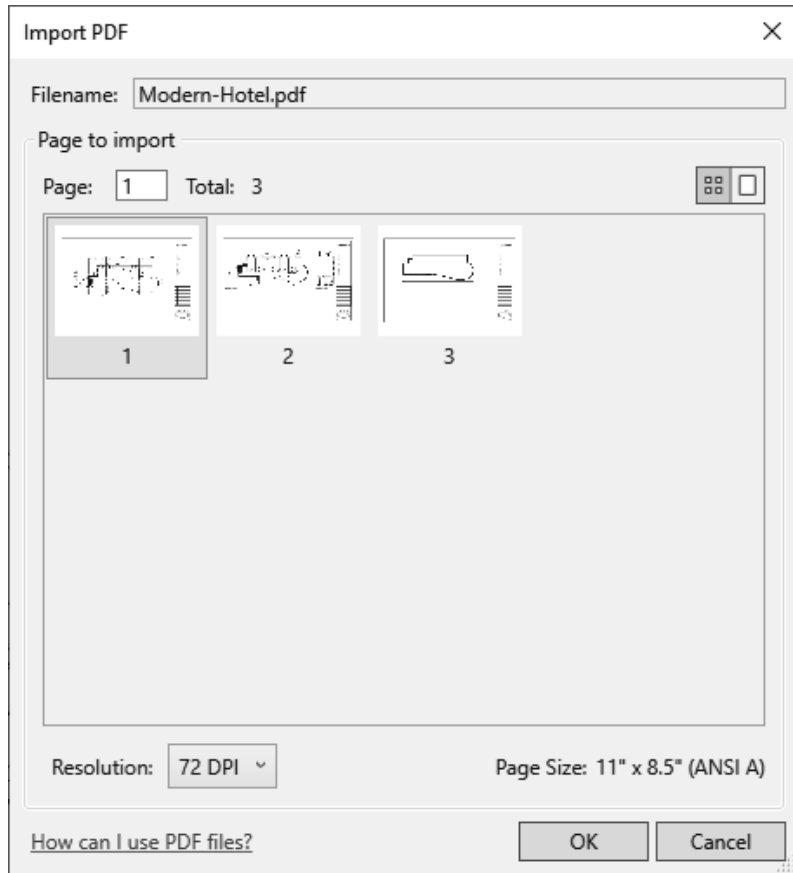 Import PDF
Filename: Modern-Hotel.pdf
Page to import
Page: 1 Total: 3
1 2 3
Resolution: 72 DPI Page Size: 11" x 8.5" (ANSI A)
How can I use PDF files? OK Cancel